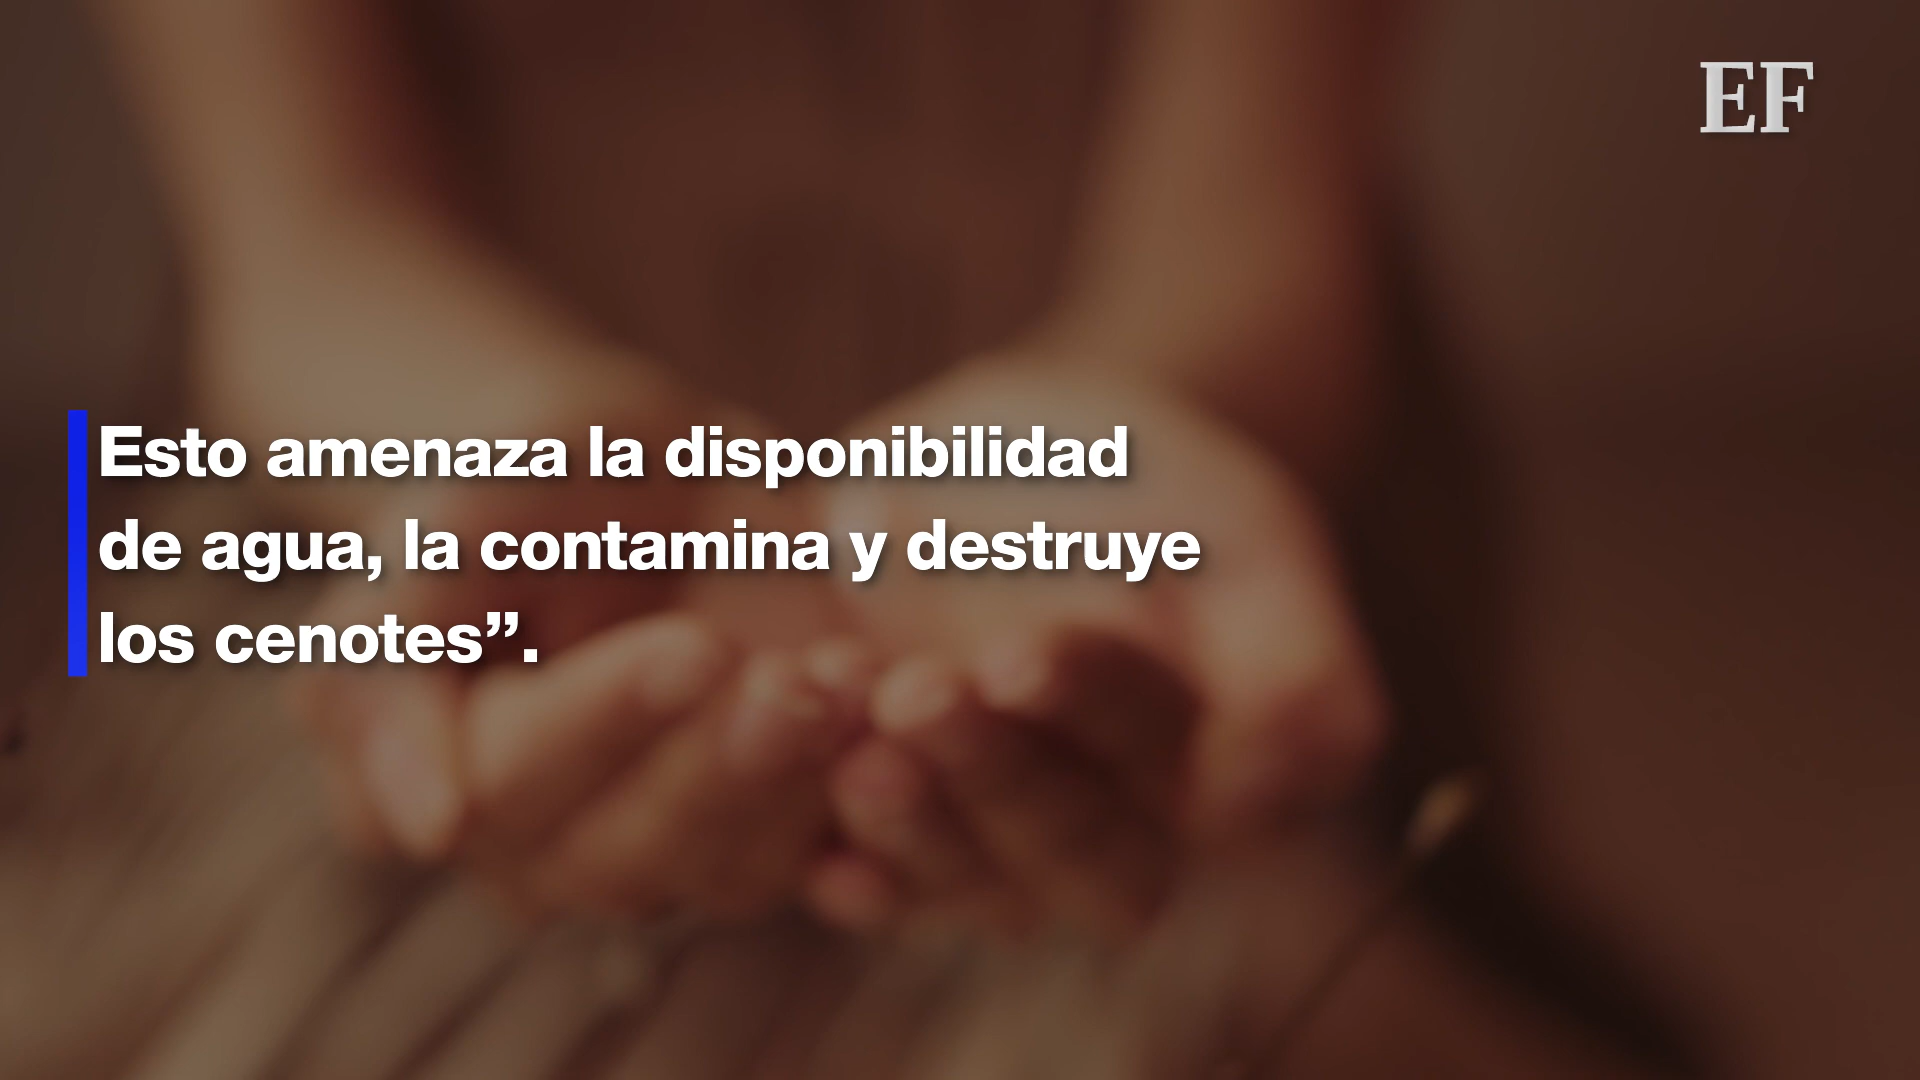 EF
Esto amenaza la disponibilidad
de agua, la contamina y destruye
los cenotes”.